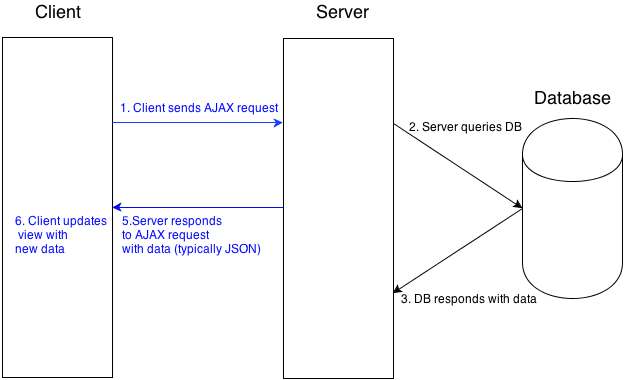 Client
Server
Database
1. Client sends AJAX request
2. Server queries DB
3. DB responds with data
5.Server responds
to AJAX request
with data (typically JSON)
6. Client updates
view with
new data